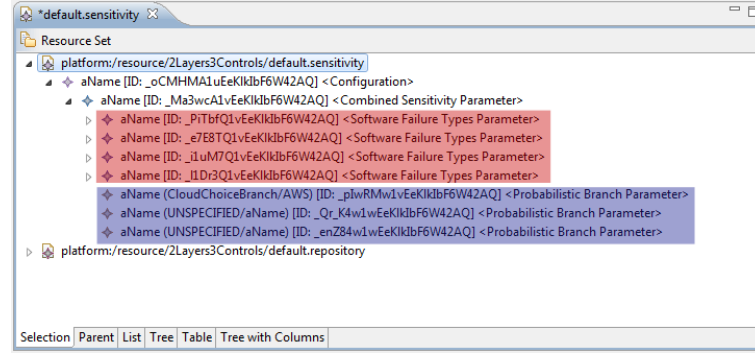 *default.sensitivity
Resource Set
platform:/resource/2Layers3Controls/default.sensitivity
aName [ID: _oCMHMA1uEeKlkIbF6W42AQ] <Configuration>
aName [ID: _Ma3wcA1vEeKlkIbF6W42AQ] <Combined Sensitivity Parameter>
aName [ID: _PiTbfQ1vEeKlkIbF6W42AQ] <Software Failure Types Parameter>
aName [ID: _e7E8TQ1vEeKlkIbF6W42AQ] <Software Failure Types Parameter>
aName [ID: _i1uM7Q1vEeKlkIbF6W42AQ] <Software Failure Types Parameter>
aName [ID: _l1Dr3Q1vEeKlkIbF6W42AQ] <Software Failure Types Parameter>
aName (CloudChoiceBranch/AWS) [ID: _pIwRMw1vEeKlkIbF6W42AQ] <Probabilistic Branch Parameter>
aName (UNSPECIFIED/aName) [ID: _Qr_K4w1wEeKlkIbF6W42AQ] <Probabilistic Branch Parameter>
aName (UNSPECIFIED/aName) [ID: _enZ84w1wEeKlkIbF6W42AQ] <Probabilistic Branch Parameter>
platform:/resource/2Layers3Controls/default.repository
Selection Parent List Tree Table Tree with Columns